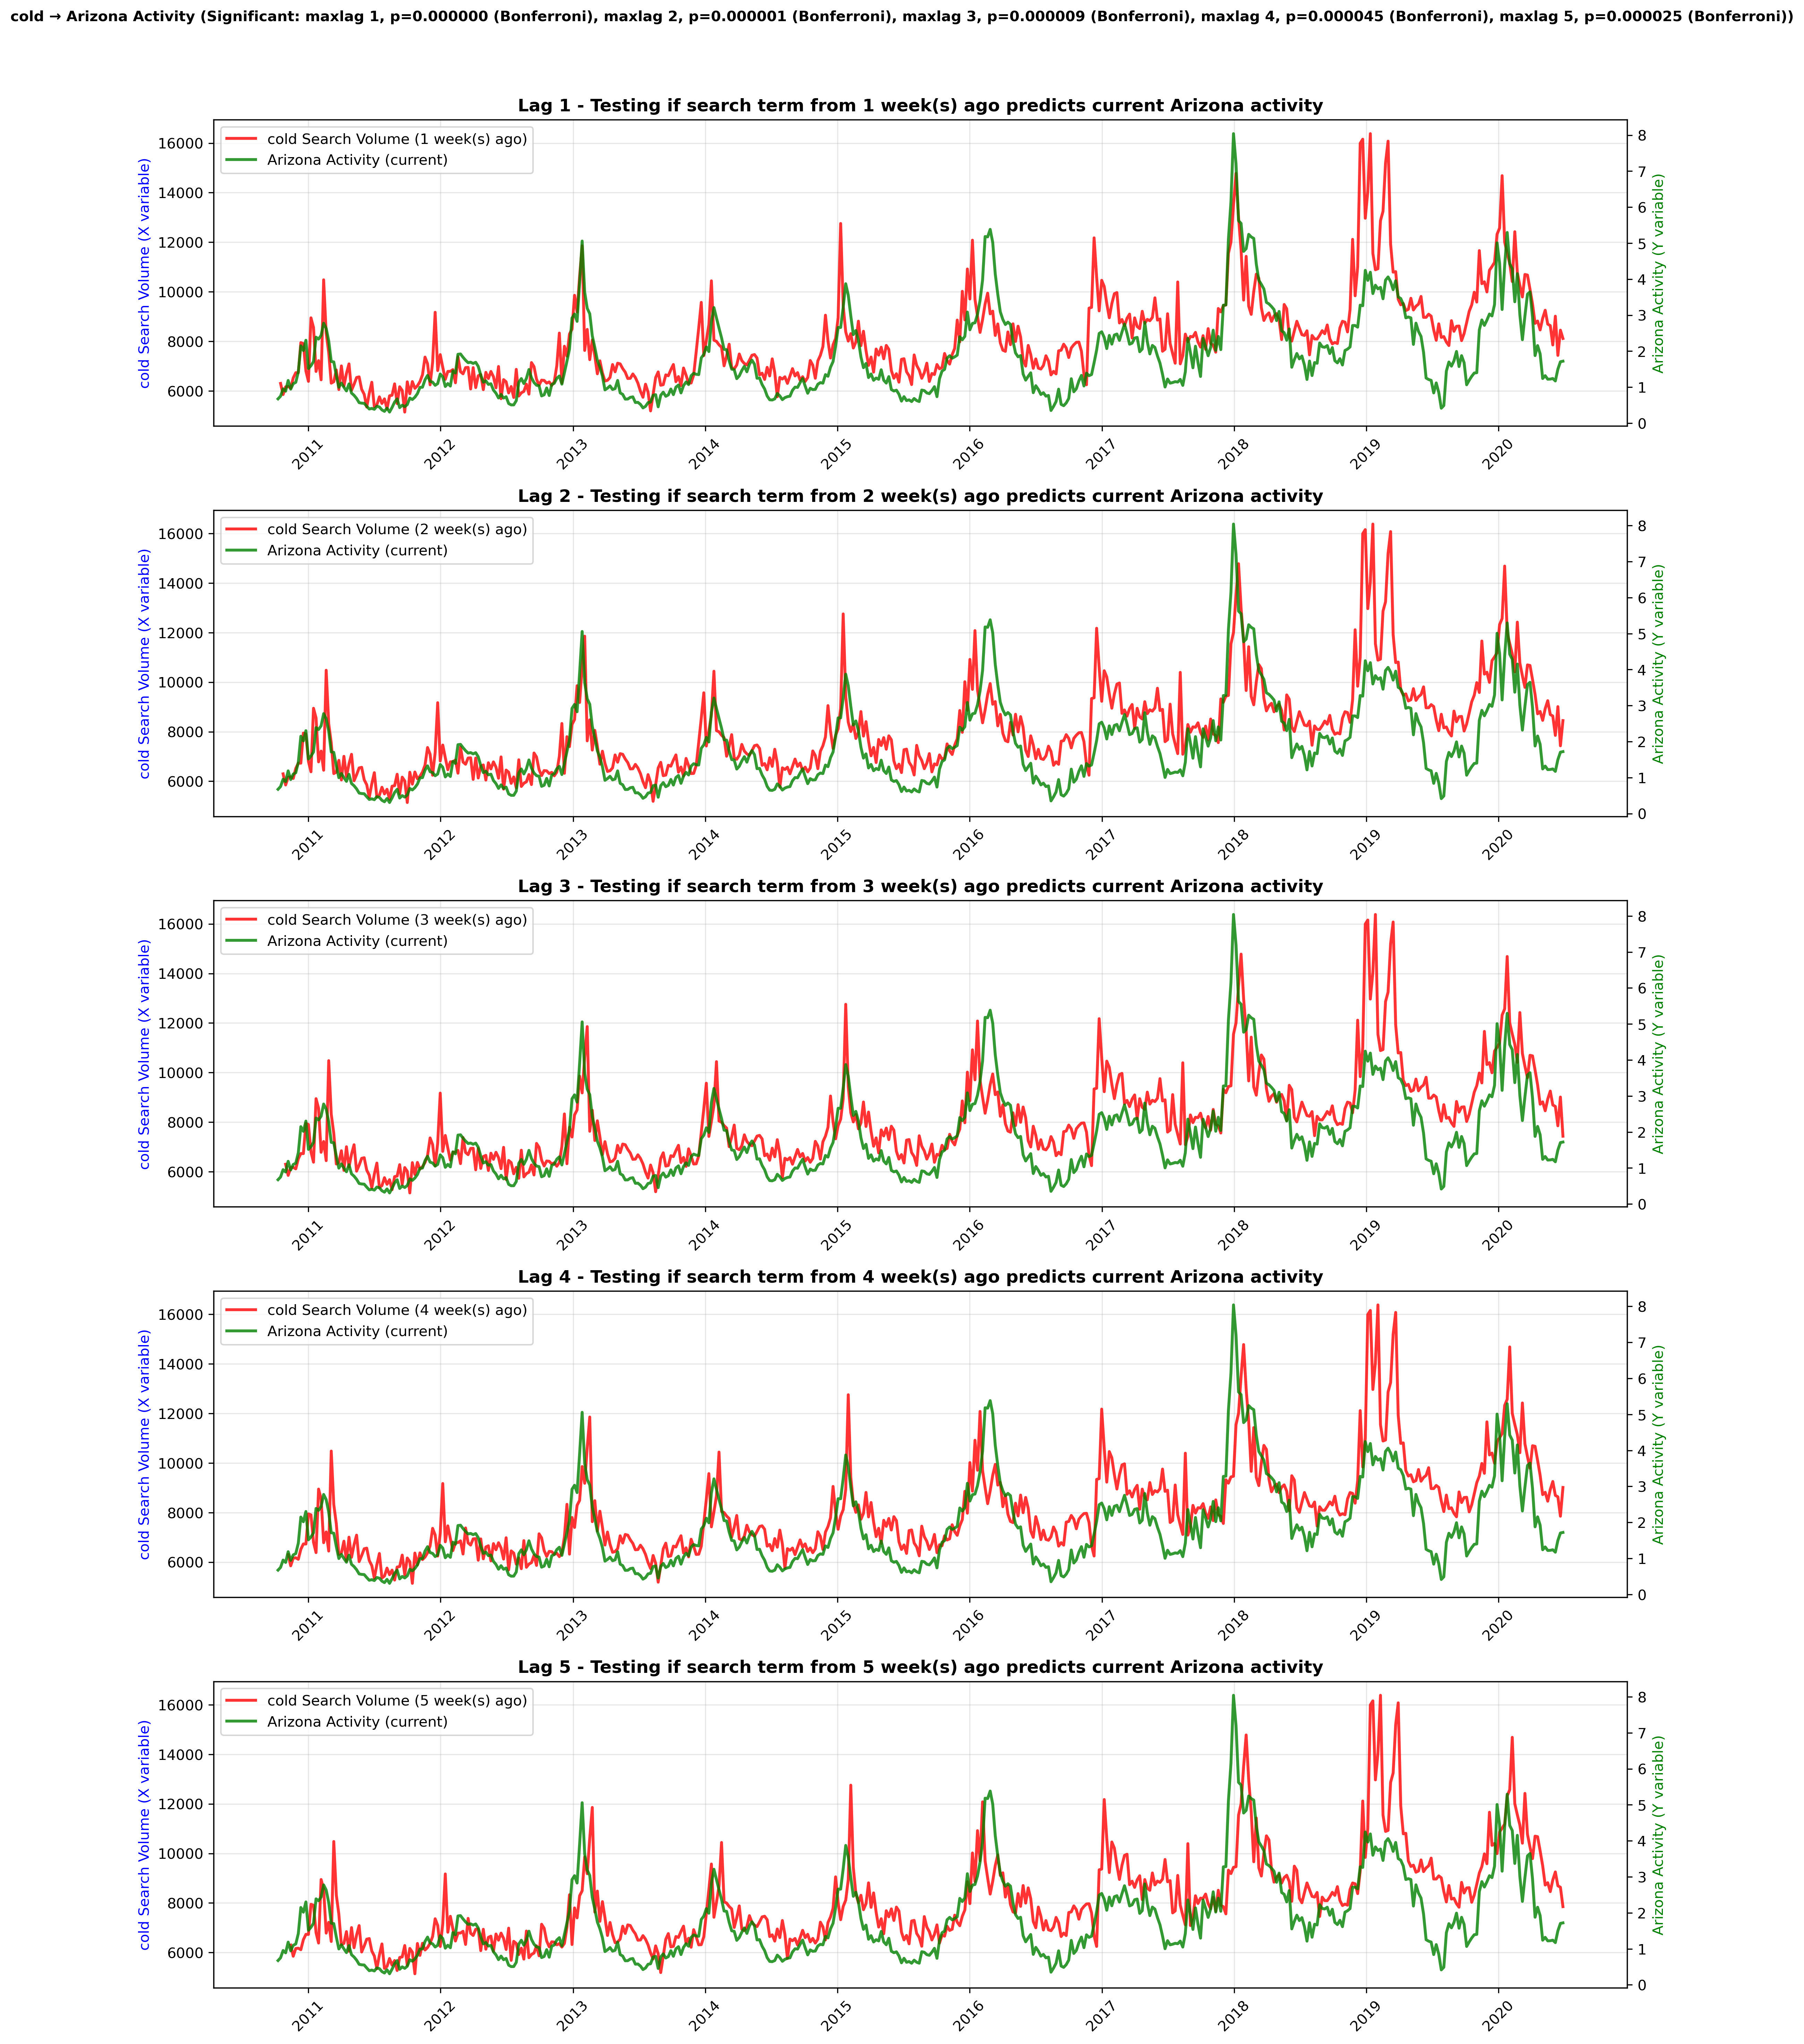 cold → Arizona Activity (Significant: maxlag 1, p=0.000000 (Bonferroni), maxlag 2, p=0.000001 (Bonferroni), maxlag 3, p=0.000009 (Bonferroni), maxlag 4, p=0.000045 (Bonferroni), maxlag 5, p=0.000025 (Bonferroni))
Lag 1 - Testing if search term from 1 week(s) ago predicts current Arizona activity
cold Search Volume (1 week(s) ago)
Arizona Activity (current)
cold Search Volume (X variable)
16000
14000
12000
10000
8000
6000
8
7
6
5
4
3
2
1
0
Arizona Activity (Y variable)
2011 2012 2013 2014 2015 2016 2017 2018 2019 2020
Lag 2 - Testing if search term from 2 week(s) ago predicts current Arizona activity
cold Search Volume (2 week(s) ago)
Arizona Activity (current)
cold Search Volume (X variable)
16000
14000
12000
10000
8000
6000
8
7
6
5
4
3
2
1
0
Arizona Activity (Y variable)
2011 2012 2013 2014 2015 2016 2017 2018 2019 2020
Lag 3 - Testing if search term from 3 week(s) ago predicts current Arizona activity
cold Search Volume (3 week(s) ago)
Arizona Activity (current)
cold Search Volume (X variable)
16000
14000
12000
10000
8000
6000
8
7
6
5
4
3
2
1
0
Arizona Activity (Y variable)
2011 2012 2013 2014 2015 2016 2017 2018 2019 2020
Lag 4 - Testing if search term from 4 week(s) ago predicts current Arizona activity
cold Search Volume (4 week(s) ago)
Arizona Activity (current)
cold Search Volume (X variable)
16000
14000
12000
10000
8000
6000
8
7
6
5
4
3
2
1
0
Arizona Activity (Y variable)
2011 2012 2013 2014 2015 2016 2017 2018 2019 2020
Lag 5 - Testing if search term from 5 week(s) ago predicts current Arizona activity
cold Search Volume (5 week(s) ago)
Arizona Activity (current)
cold Search Volume (X variable)
16000
14000
12000
10000
8000
6000
8
7
6
5
4
3
2
1
0
Arizona Activity (Y variable)
2011 2012 2013 2014 2015 2016 2017 2018 2019 2020